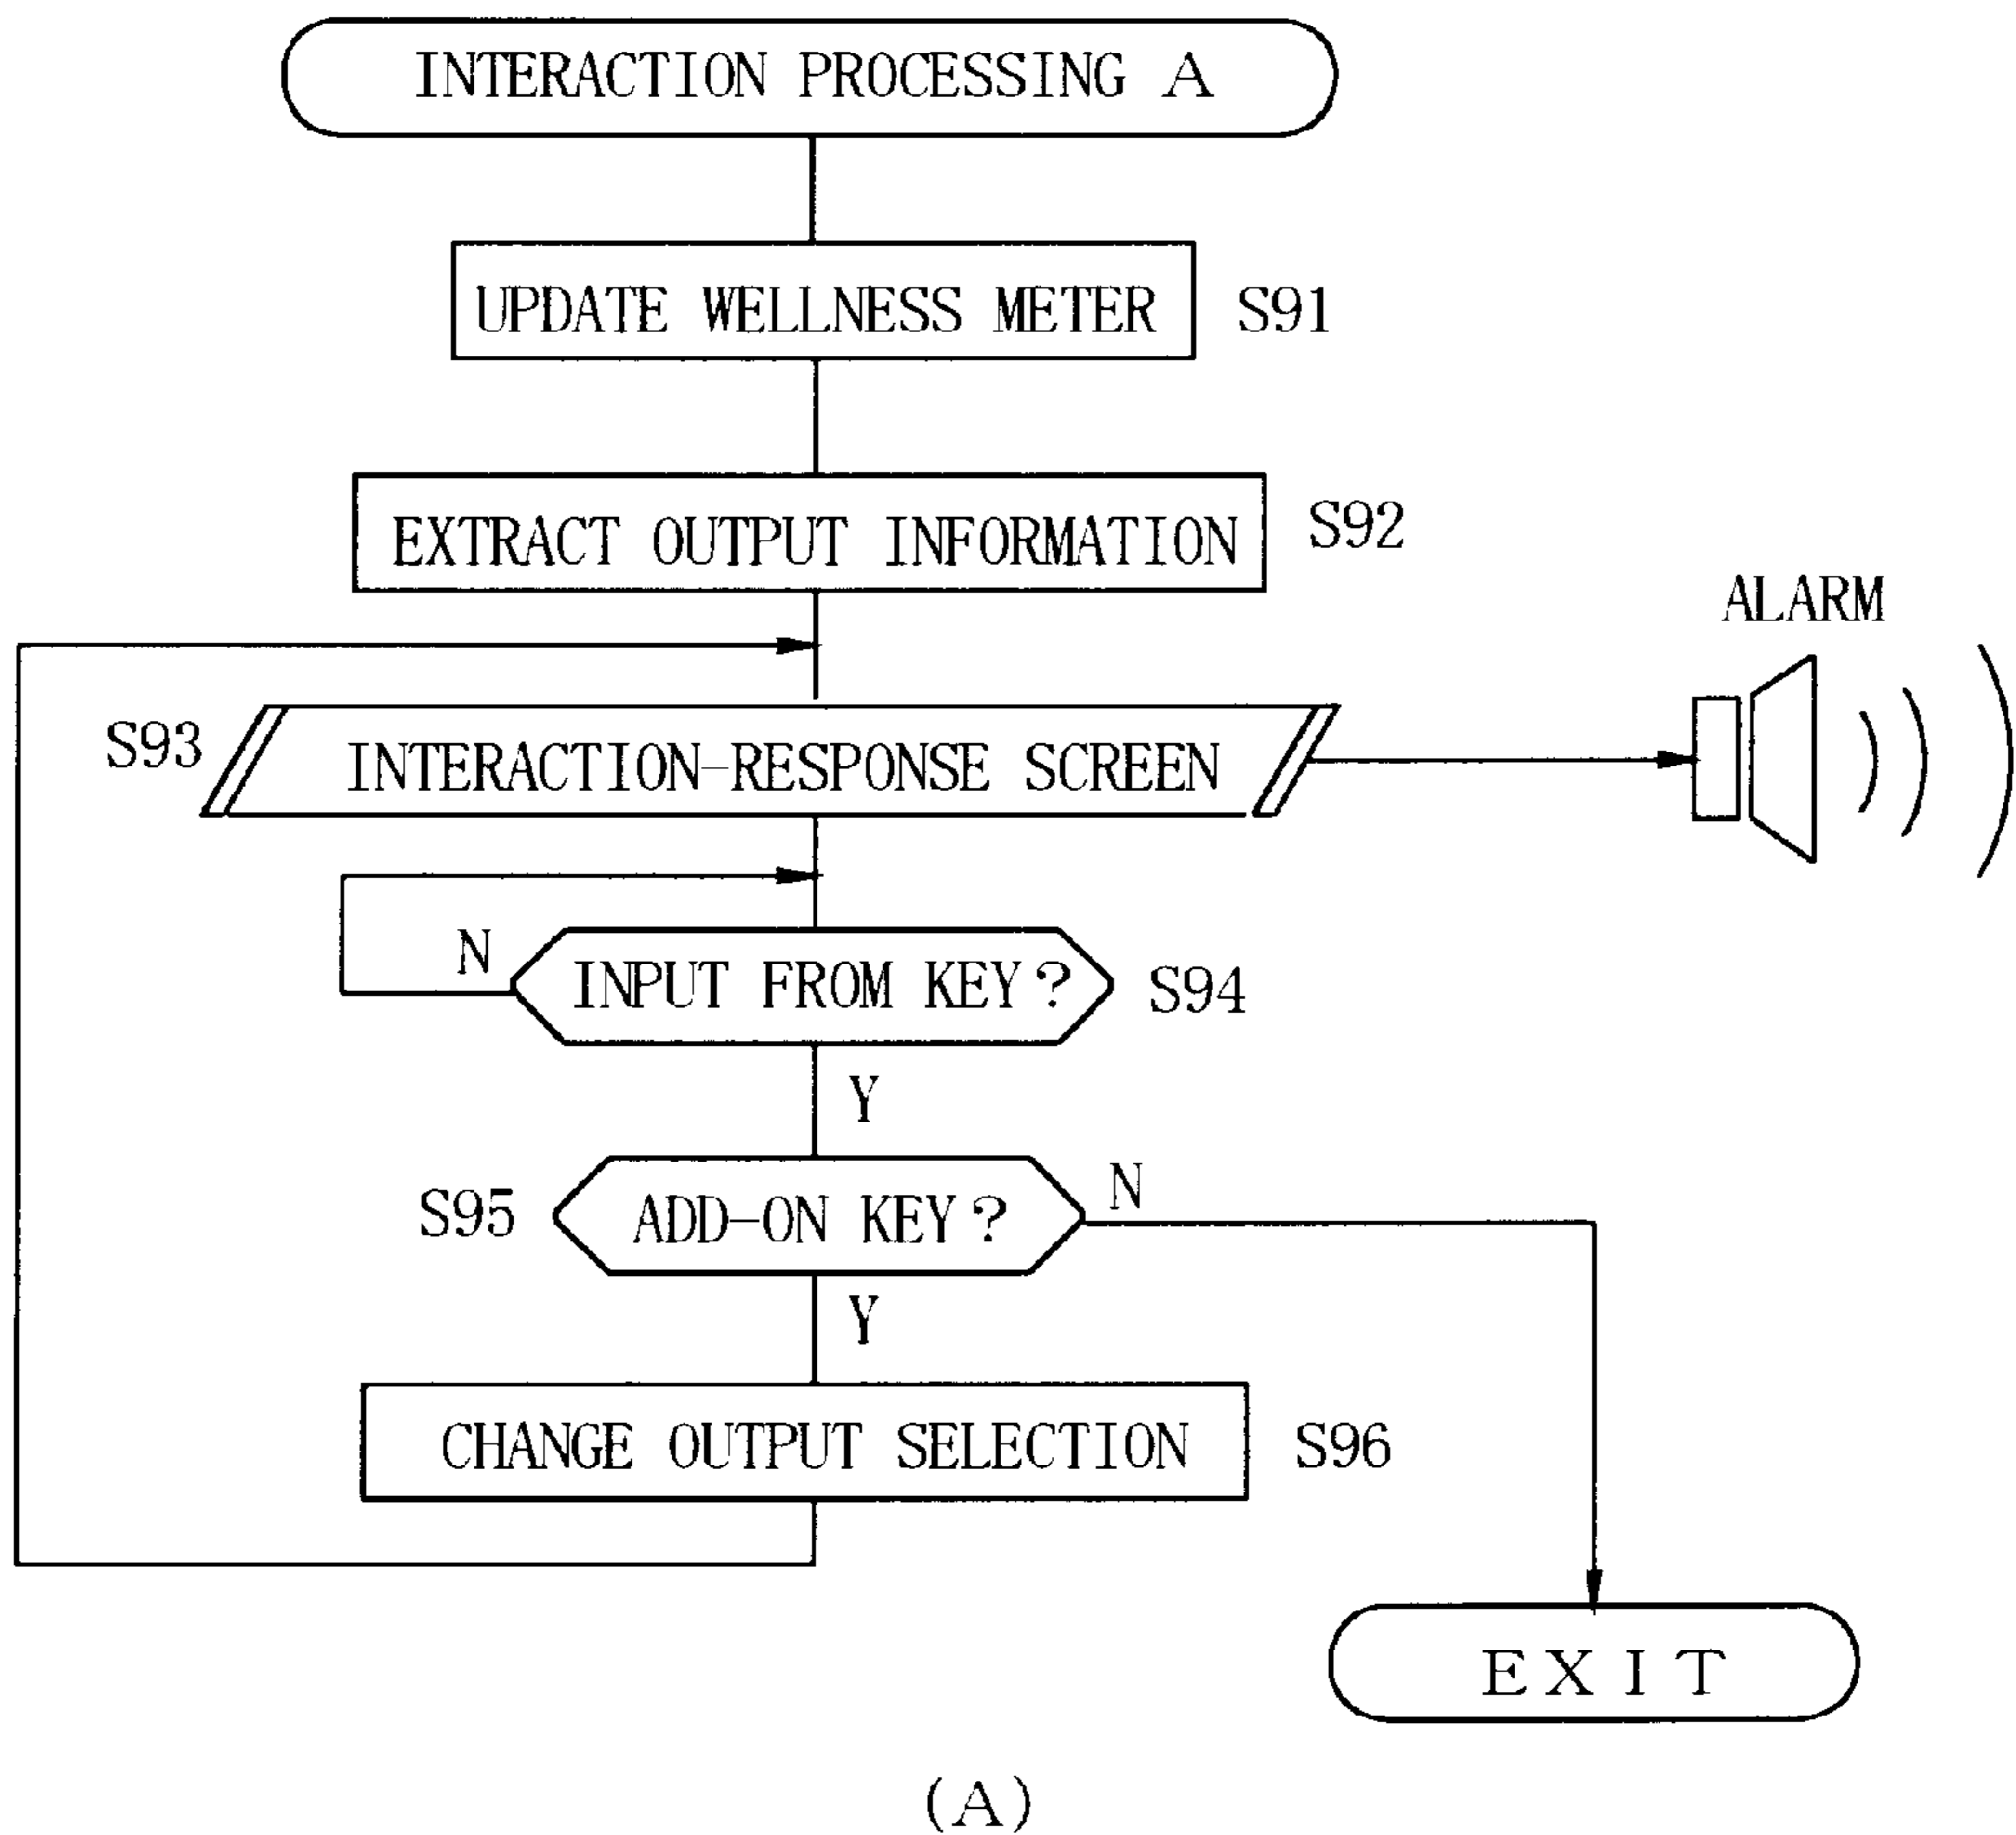 INTERACTION PROCESSING A
UPDATE WELLNESS METER
S91
EXTRACT OUTPUT INFORMATION
S92
ALARM
S93
INTERACTION-RESPONSE SCREEN
N
INPUT FROM KEY?
S94
Y
S95
ADD-ON KEY?
N
Y
CHANGE OUTPUT SELECTION
S96
EXIT
(A)